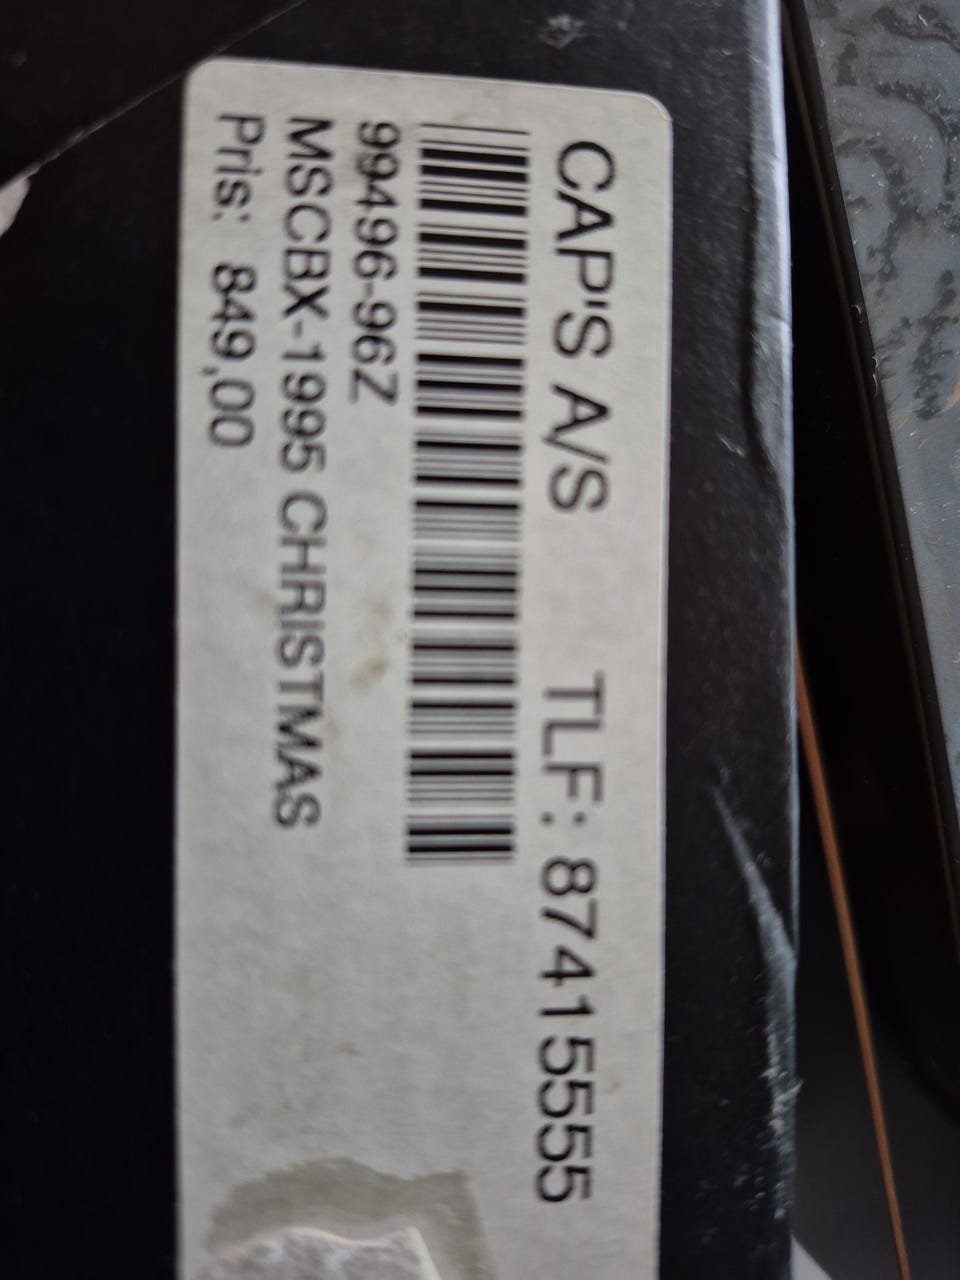 CAP'S A/S TLF: 87415555
99496-96Z
MSCBX-1995 CHRISTMAS
Pris: 849,00